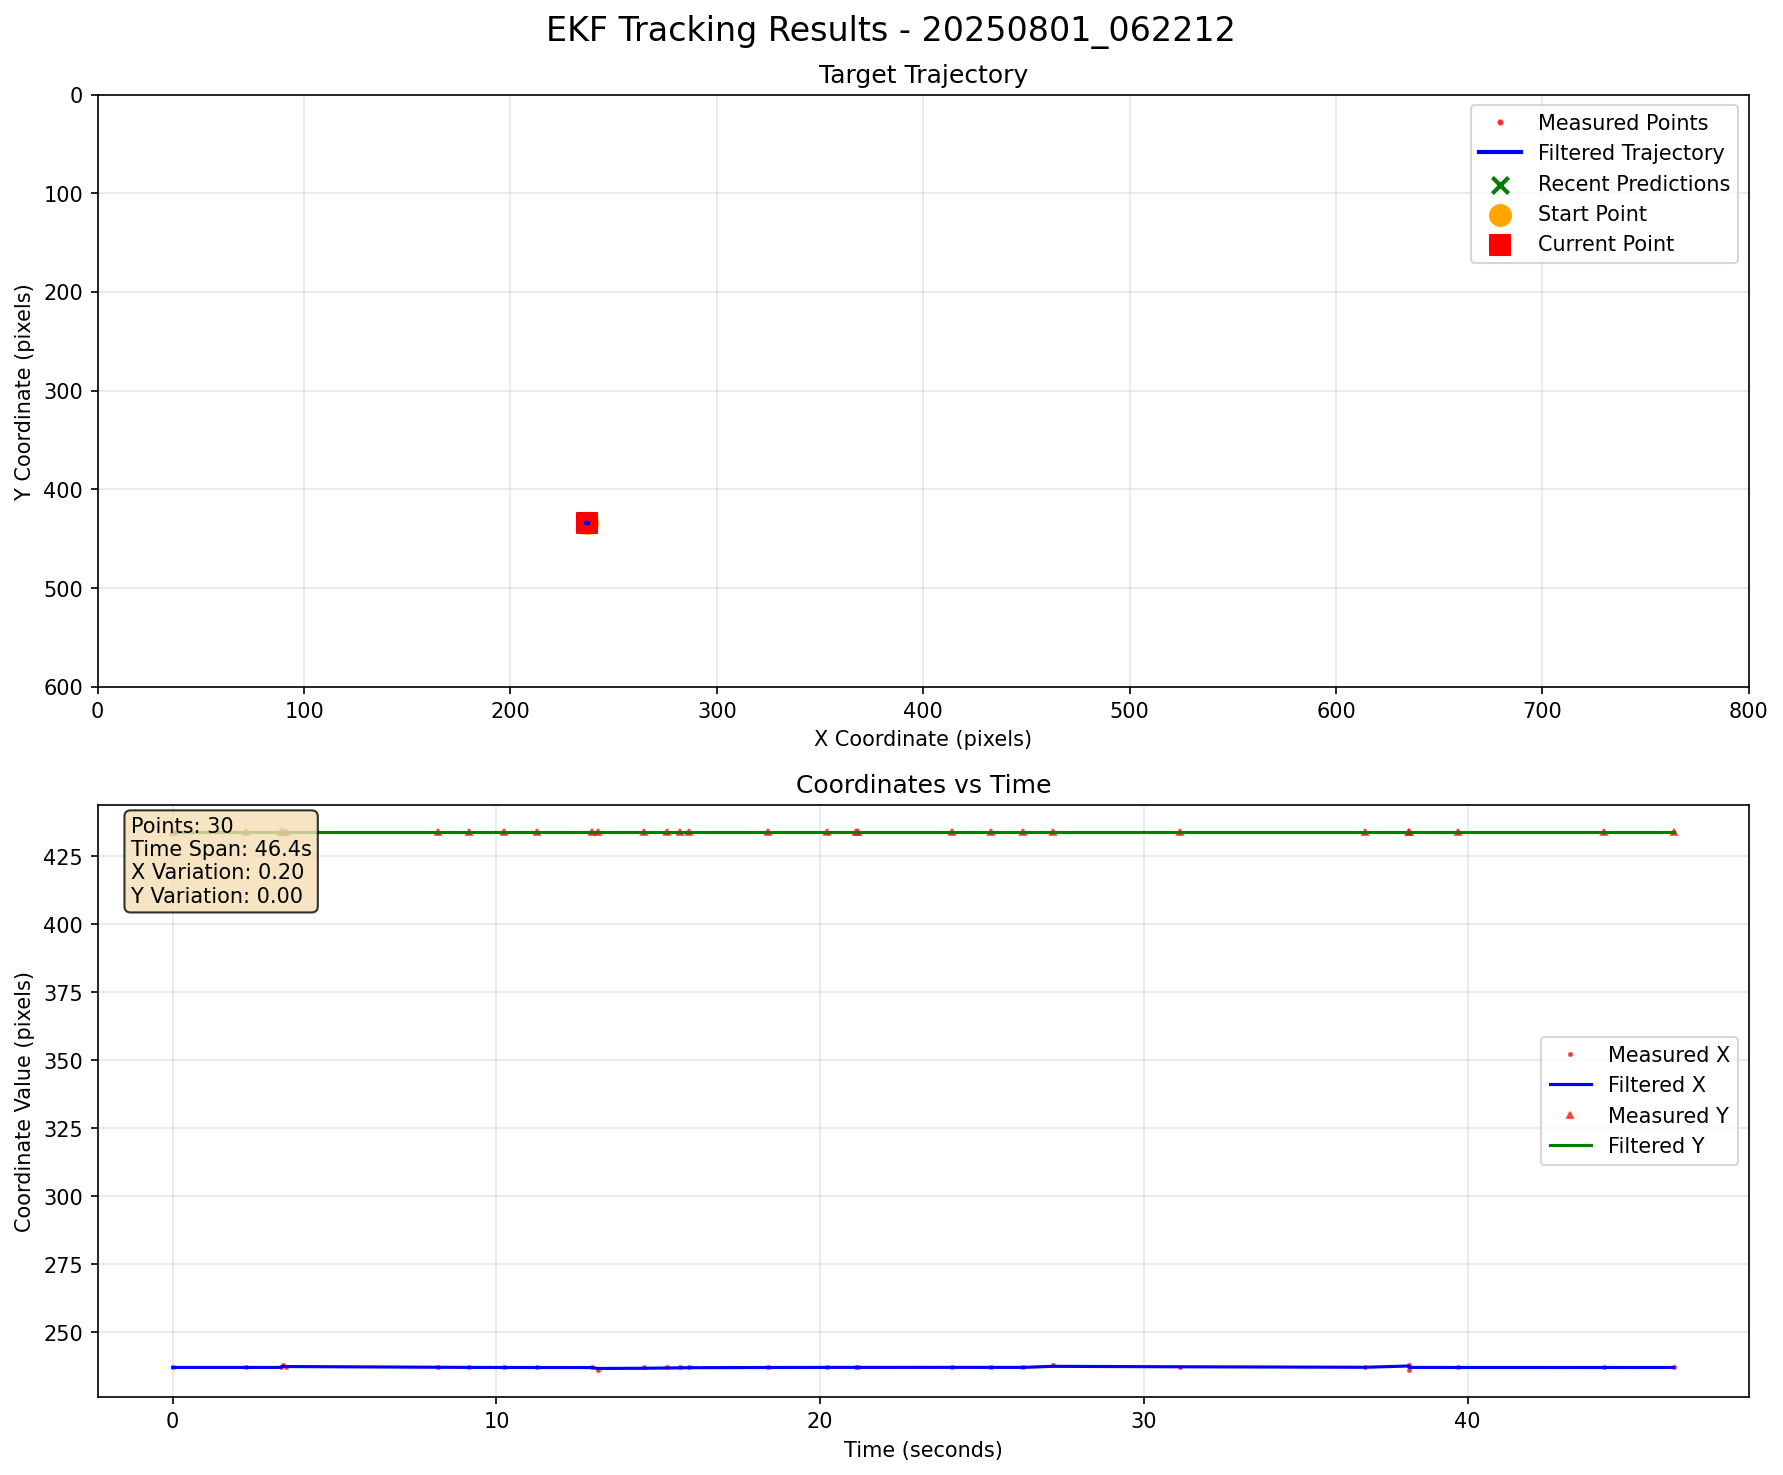 EKF Tracking Results - 20250801_062212
Target Trajectory
0
100
200
300
400
500
600
Y Coordinate (pixels)
Measured Points
Filtered Trajectory
Recent Predictions
Start Point
Current Point
0
100
200
300
400
500
600
700
800
X Coordinate (pixels)
Coordinates vs Time
Points: 30
Time Span: 46.4s
X Variation: 0.20
Y Variation: 0.00
425
400
375
350
325
300
275
250
Coordinate Value (pixels)
Measured X
Filtered X
Measured Y
Filtered Y
0
10
20
30
40
Time (seconds)